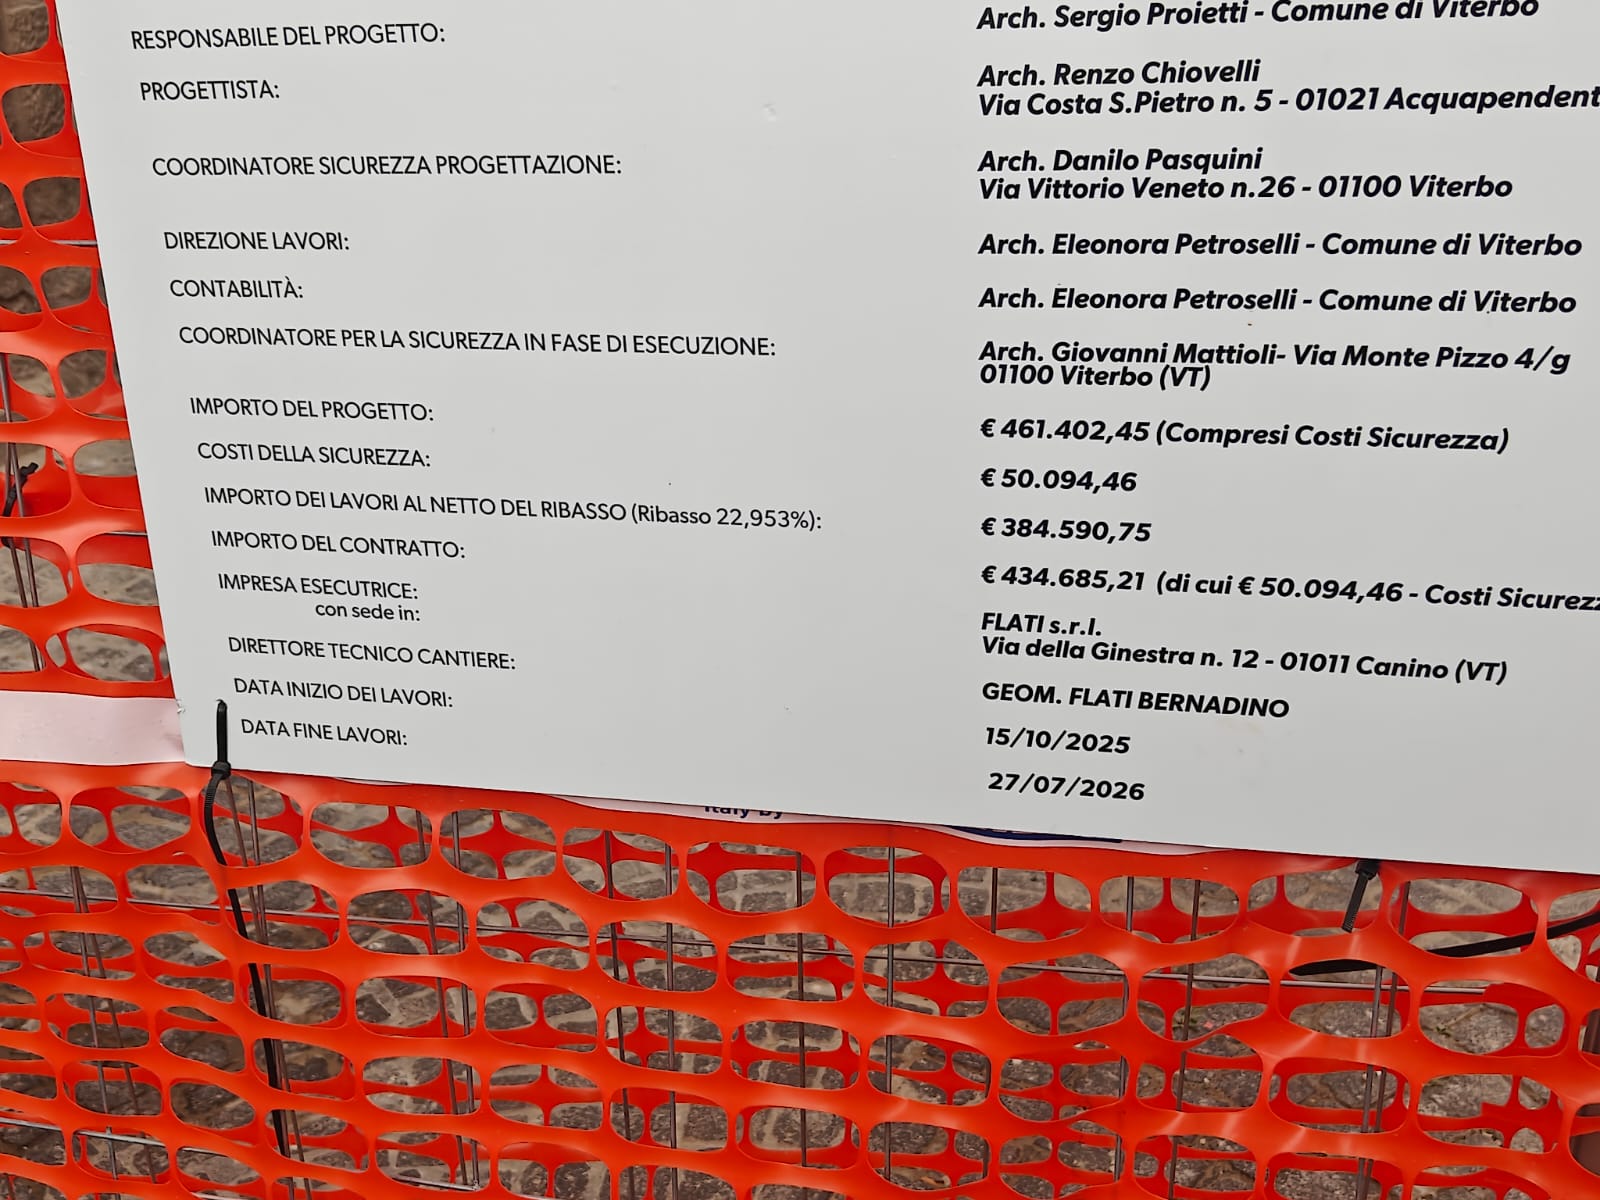 RESPONSABILE DEL PROGETTO:
Arch. Sergio Proietti - Comune di Viterbo
PROGETTISTA:
Arch. Renzo Chiovelli
Via Costa S.Pietro n. 5 - 01021 Acquapendent
COORDINATORE SICUREZZA PROGETTAZIONE:
Arch. Danilo Pasquini
Via Vittorio Veneto n.26 - 01100 Viterbo
DIREZIONE LAVORI:
Arch. Eleonora Petroselli - Comune di Viterbo
CONTABILITÀ:
Arch. Eleonora Petroselli - Comune di Viterbo
COORDINATORE PER LA SICUREZZA IN FASE DI ESECUZIONE:
Arch. Giovanni Mattioli- Via Monte Pizzo 4/g
01100 Viterbo (VT)
IMPORTO DEL PROGETTO:
€ 461.402,45 (Compresi Costi Sicurezza)
COSTI DELLA SICUREZZA:
€ 50.094,46
IMPORTO DEI LAVORI AL NETTO DEL RIBASSO (Ribasso 22,953%):
€ 384.590,75
IMPORTO DEL CONTRATTO:
€ 434.685,21 (di cui € 50.094,46 - Costi Sicurezz
IMPRESA ESECUTRICE:
con sede in:
FLATI s.r.l.
Via della Ginestra n. 12 - 01011 Canino (VT)
DIRETTORE TECNICO CANTIERE:
GEOM. FLATI BERNADINO
DATA INIZIO DEI LAVORI:
15/10/2025
DATA FINE LAVORI:
27/07/2026
Italy by